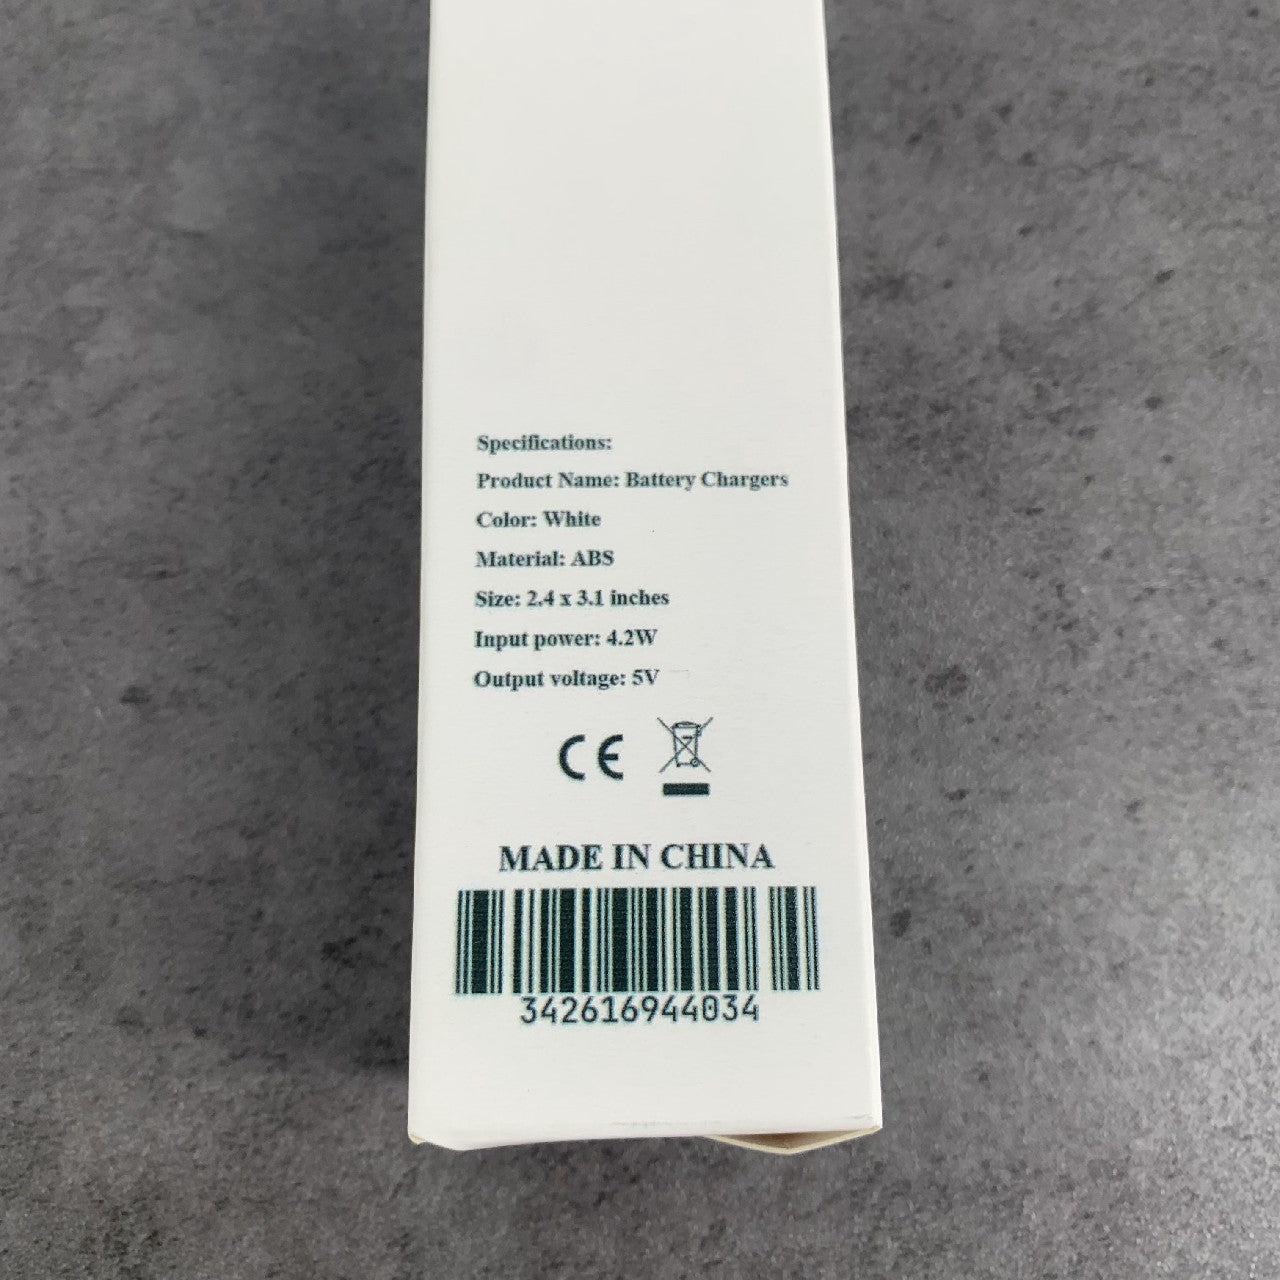 Specifications:
Product Name: Battery Chargers
Color: White
Material: ABS
Size: 2.4 x 3.1 inches
Input power: 4.2W
Output voltage: 5V
CE
MADE IN CHINA
342616944034